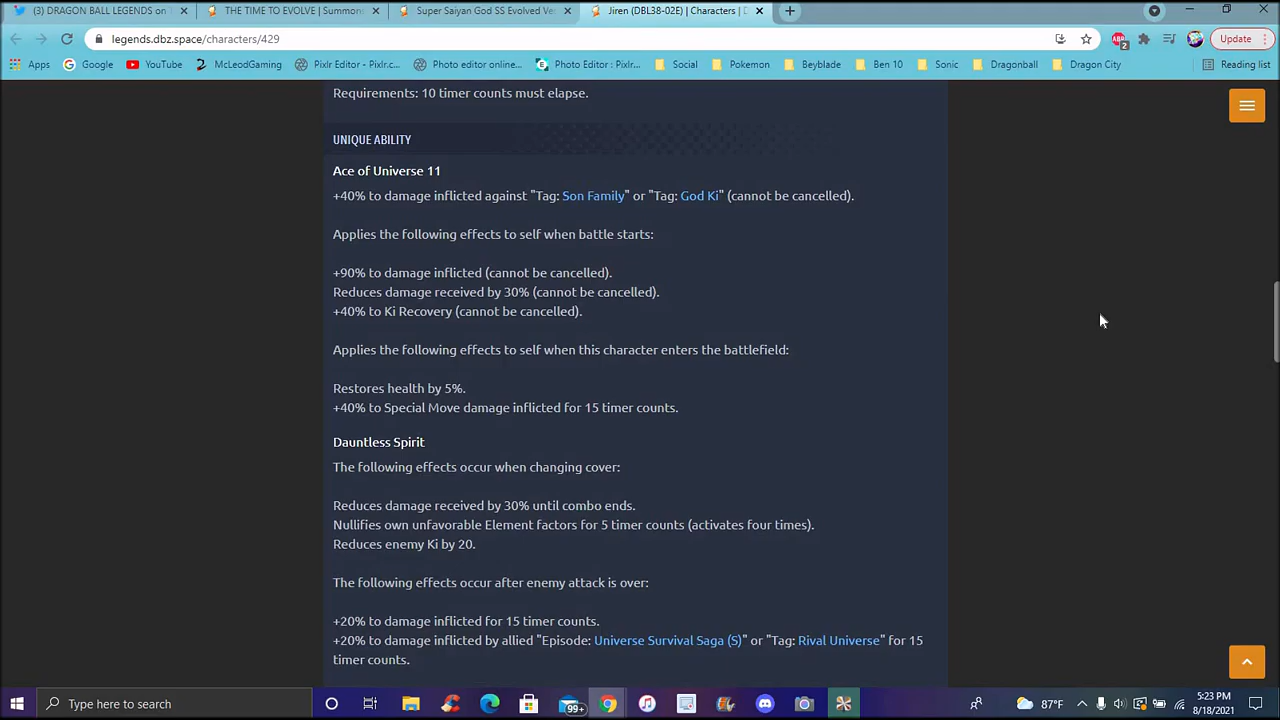 (3) DRAGON BALL LEGENDS on
THE TIME TO EVOLVE | Summon
Super Saiyan God SS Evolved Ve
Jiren (DBL38-02E) | Characters | D
legends.dbz.space/characters/429
ABP
2
Update
Apps
Google
YouTube
McLeodGaming
Pixlr Editor - Pixlr.c...
Photo editor online...
Photo Editor : Pixlr...
Social
Pokemon
Beyblade
Ben 10
Sonic
Dragonball
Dragon City
Reading list
Requirements: 10 timer counts must elapse.
UNIQUE ABILITY
Ace of Universe 11
+40% to damage inflicted against "Tag: Son Family" or "Tag: God Ki" (cannot be cancelled).
Applies the following effects to self when battle starts:
+90% to damage inflicted (cannot be cancelled).
Reduces damage received by 30% (cannot be cancelled).
+40% to Ki Recovery (cannot be cancelled).
Applies the following effects to self when this character enters the battlefield:
Restores health by 5%.
+40% to Special Move damage inflicted for 15 timer counts.
Dauntless Spirit
The following effects occur when changing cover:
Reduces damage received by 30% until combo ends.
Nullifies own unfavorable Element factors for 5 timer counts (activates four times).
Reduces enemy Ki by 20.
The following effects occur after enemy attack is over:
+20% to damage inflicted for 15 timer counts.
+20% to damage inflicted by allied "Episode: Universe Survival Saga (S)" or "Tag: Rival Universe" for 15
timer counts.
Type here to search
99+
87°F
5:23 PM
8/18/2021